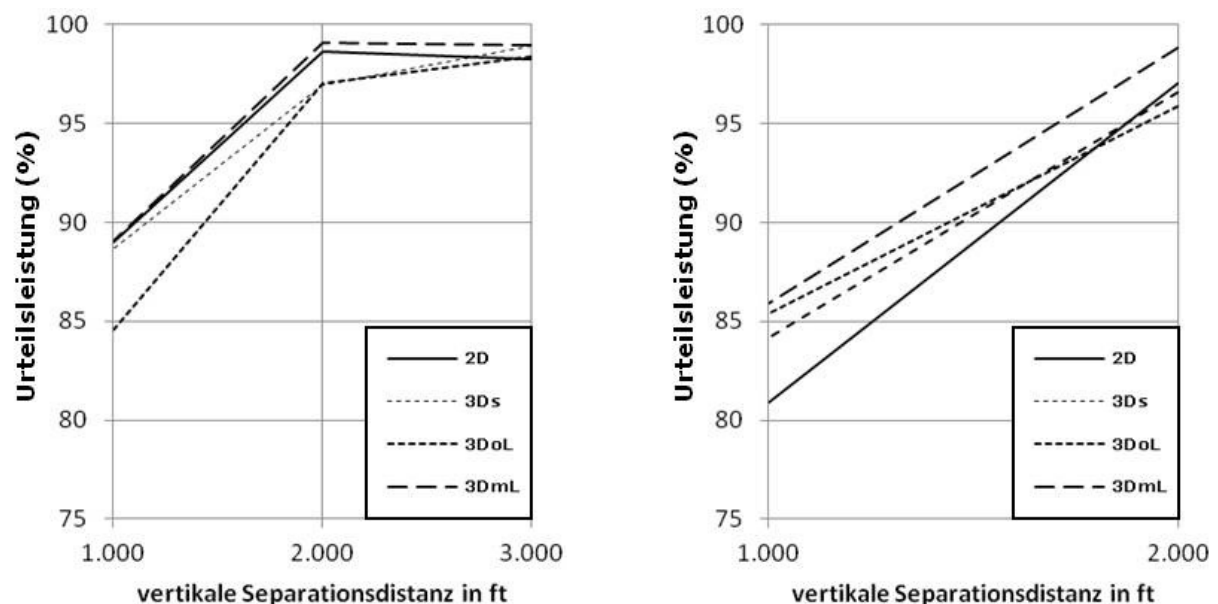 100
95
90
85
80
75
Urteilsleistung (%)
2D
3Ds
3DoL
3DmL
1.000
2.000
3.000
vertikale Separationsdistanz in ft
100
95
90
85
80
75
Urteilsleistung (%)
2D
3Ds
3DoL
3DmL
1.000
2.000
vertikale Separationsdistanz in ft